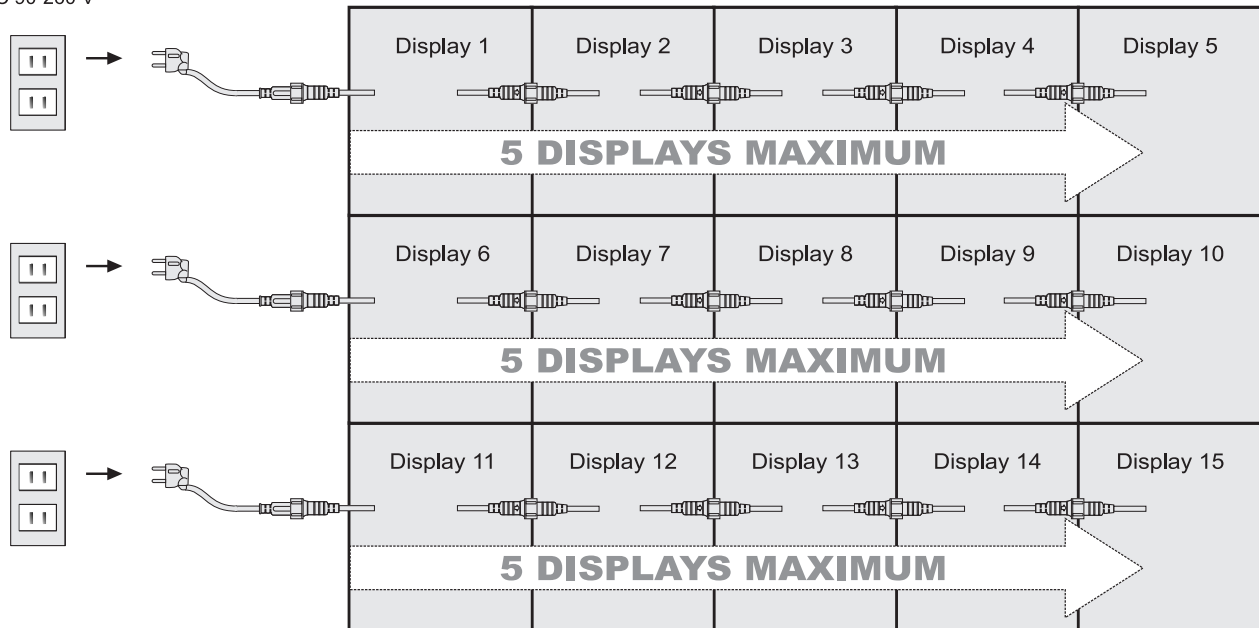 Display 1 Display 2 Display 3 Display 4 Display 5
5 DISPLAYS MAXIMUM
Display 6 Display 7 Display 8 Display 9 Display 10
5 DISPLAYS MAXIMUM
Display 11 Display 12 Display 13 Display 14 Display 15
5 DISPLAYS MAXIMUM